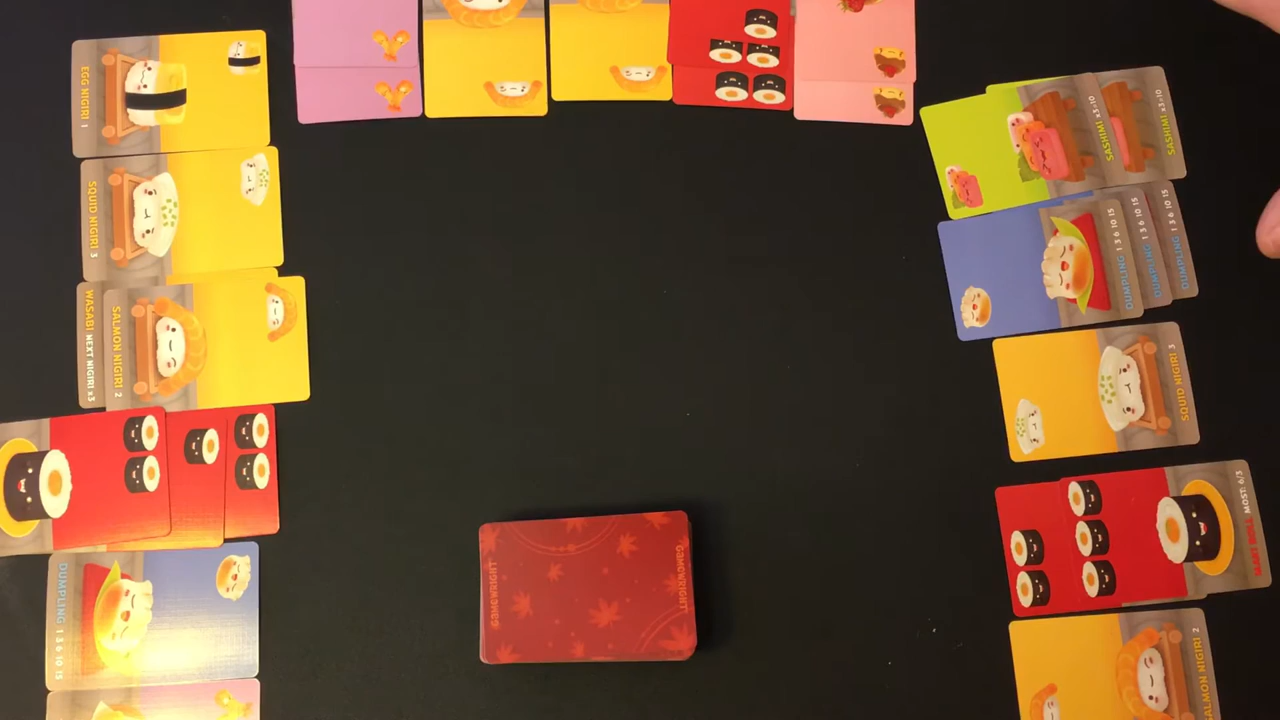 EGG NIGIRI 1
SQUID NIGIRI 3
WASABI NEXT NIGIRI x3
SALMON NIGIRI 2
DUMPLING 1 3 6 10 15
SASHIMI x3=10
SASHIMI x3=10
DUMPLING 1 3 6 10 15
DUMPLING 1 3 6 10 15
DUMPLING 1 3 6 10 15
SQUID NIGIRI 3
MAKI ROLL MOST: 6/3
SALMON NIGIRI 2
GAMEWRIGHT
GAMEWRIGHT